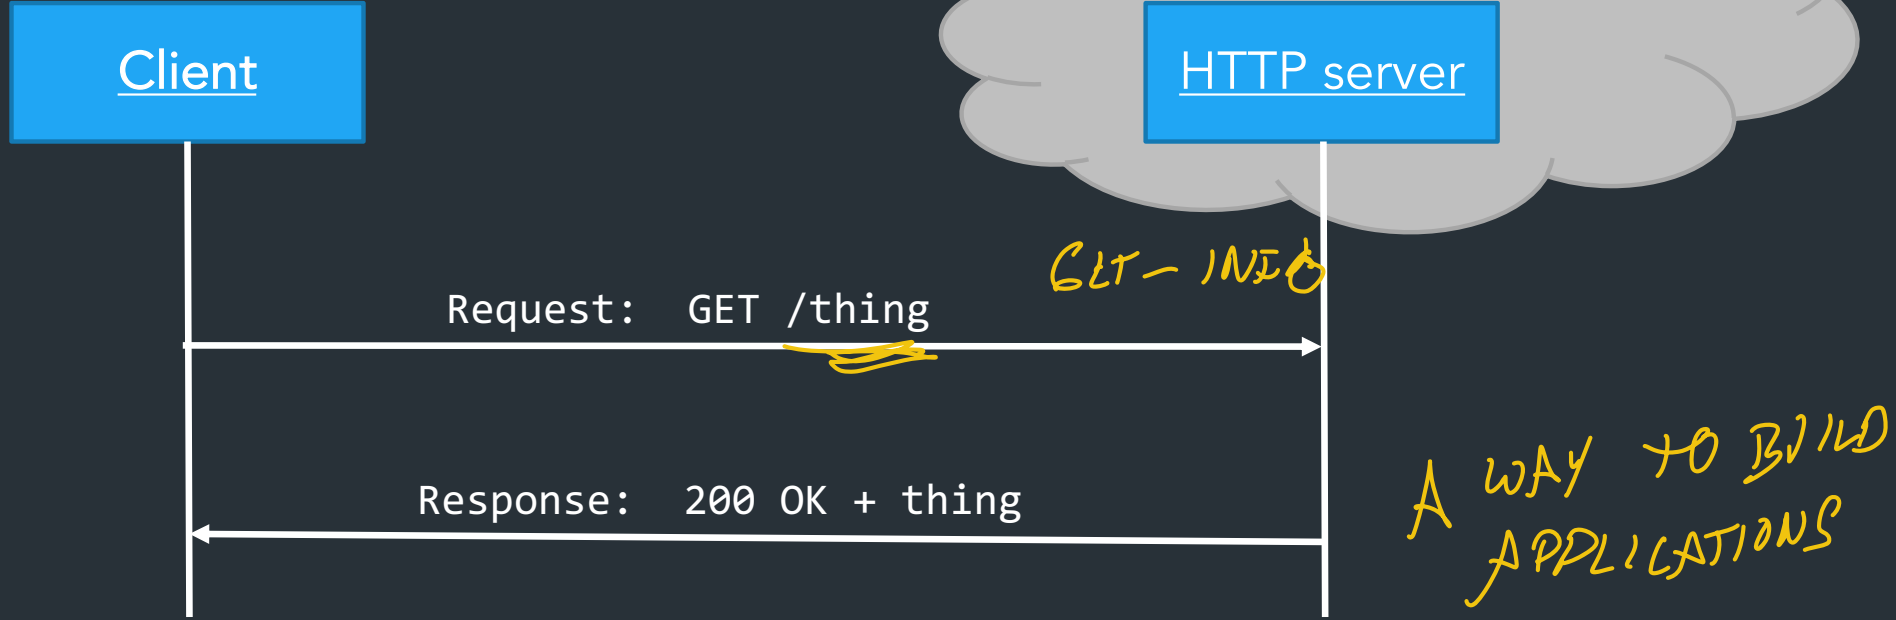 Client
HTTP server
GET - INFO
Request:  GET /thing
Response:  200 OK + thing
A WAY TO BUILD
APPLICATIONS